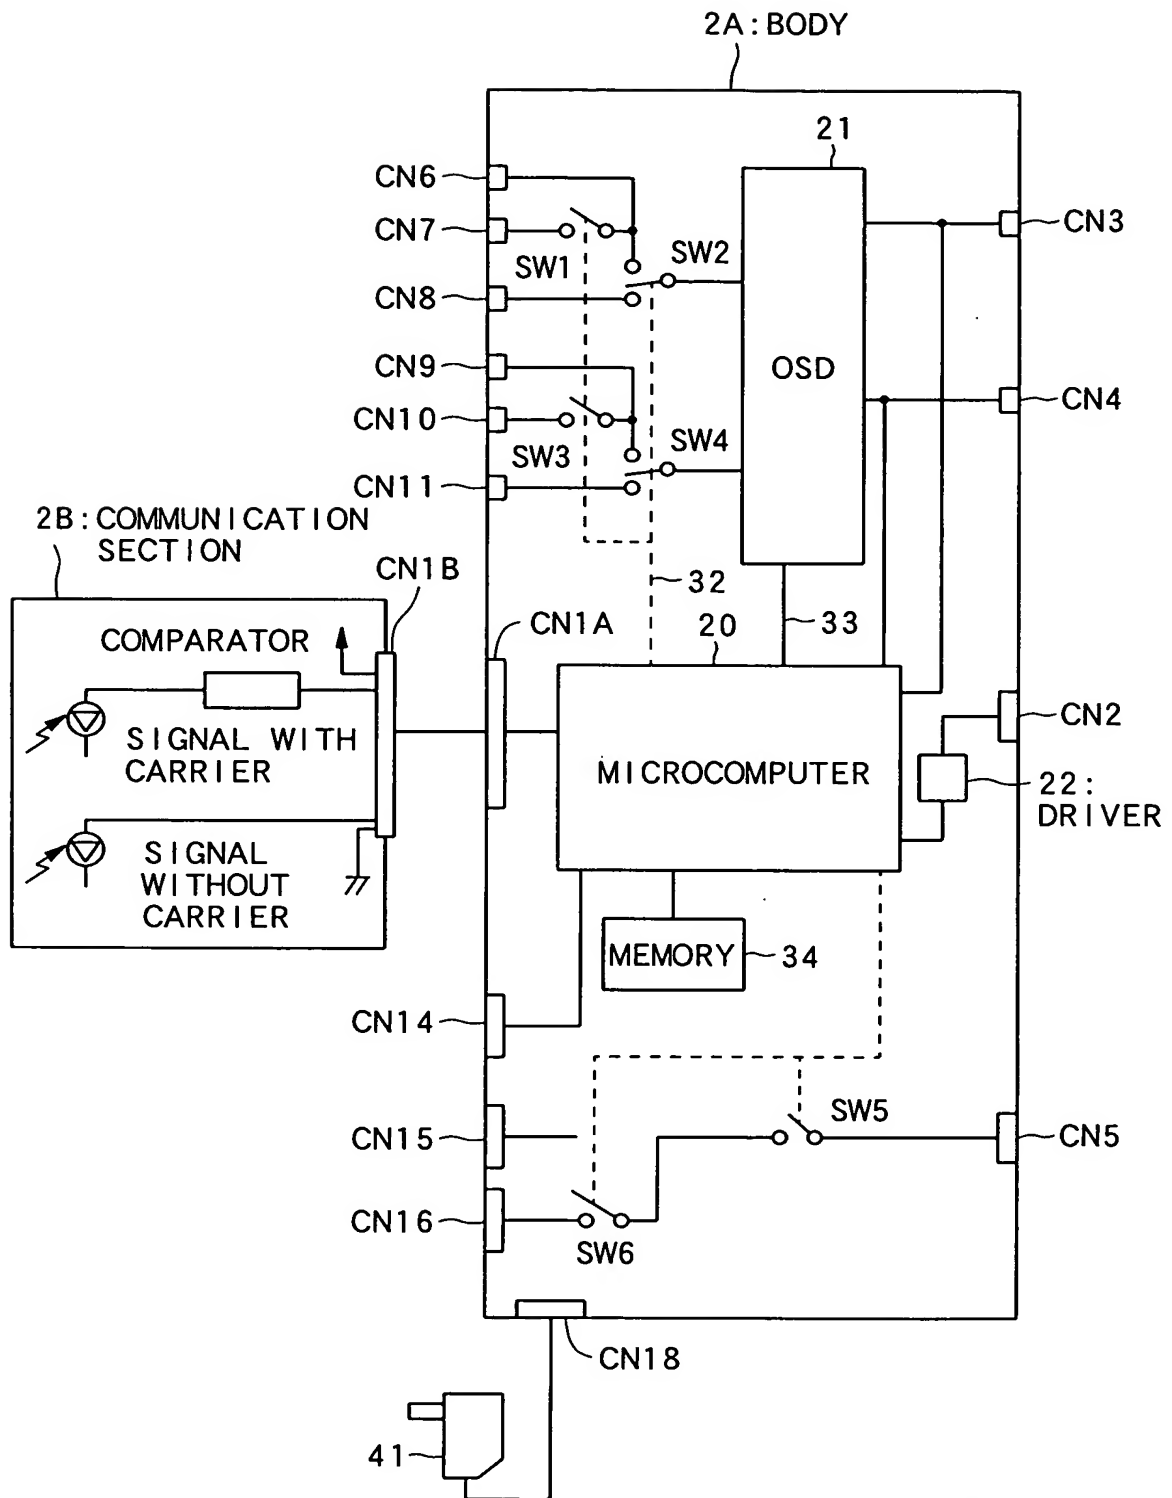 2A:BODY
21
CN6
CN7
CN3
SW1
SW2
CN8
CN9
OSD
CN10
CN4
SW3
SW4
CN11
2B:COMMUNICATION
SECTION
CN1B
32
CN1A
20
33
COMPARATOR
CN2
SIGNAL WITH
CARRIER
MICROCOMPUTER
22:
DRIVER
SIGNAL
WITHOUT
CARRIER
MEMORY
34
CN14
SW5
CN15
CN5
CN16
SW6
CN18
41